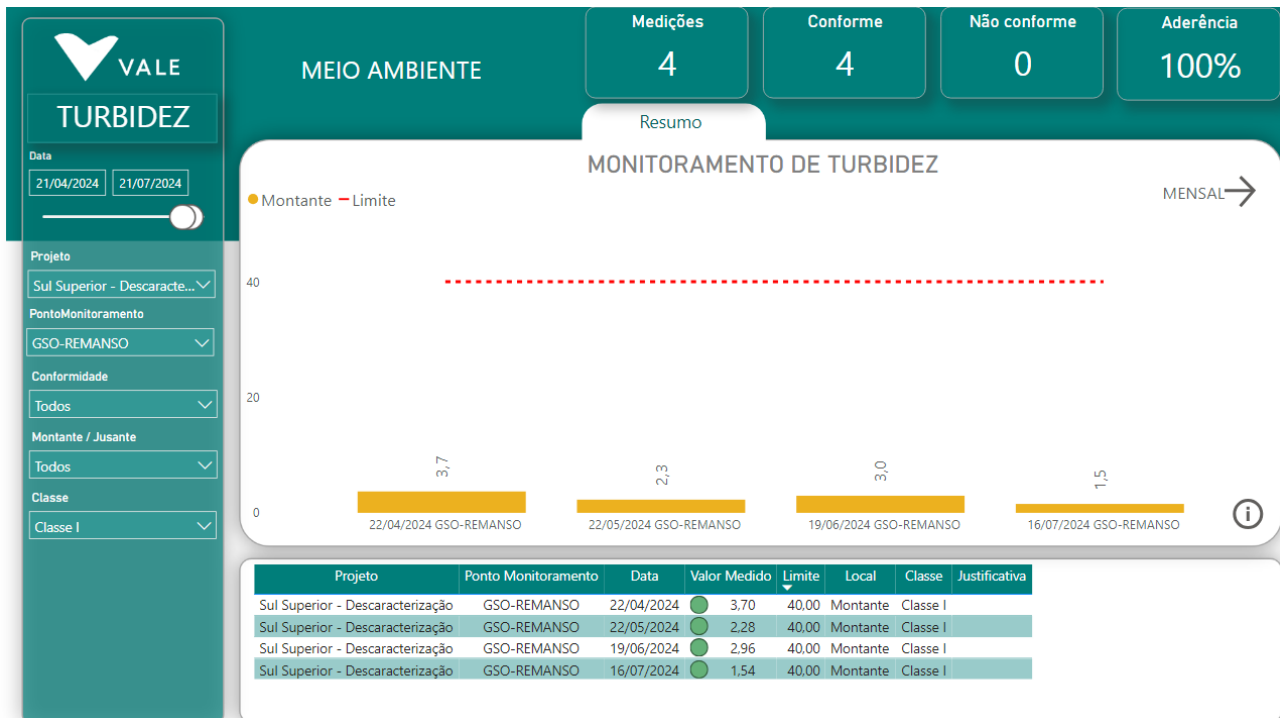 VALE
TURBIDEZ
Data
21/04/2024 21/07/2024
Projeto
Sul Superior - Descaracte...
PontoMonitoramento
GSO-REMANSO
Conformidade
Todos
Montante / Jusante
Todos
Classe
Classe I
MEIO AMBIENTE
Medições
4
Conforme
4
Não conforme
0
Aderência
100%
Resumo
MONITORAMENTO DE TURBIDEZ
Montante Limite
MENSAL
40
20
0
3,7 2,3 3,0 1,5
22/04/2024 GSO-REMANSO 22/05/2024 GSO-REMANSO 19/06/2024 GSO-REMANSO 16/07/2024 GSO-REMANSO
Projeto Ponto Monitoramento Data Valor Medido Limite Local Classe Justificativa
Sul Superior - Descaracterização GSO-REMANSO 22/04/2024 3,70 40,00 Montante Classe I
Sul Superior - Descaracterização GSO-REMANSO 22/05/2024 2,28 40,00 Montante Classe I
Sul Superior - Descaracterização GSO-REMANSO 19/06/2024 2,96 40,00 Montante Classe I
Sul Superior - Descaracterização GSO-REMANSO 16/07/2024 1,54 40,00 Montante Classe I